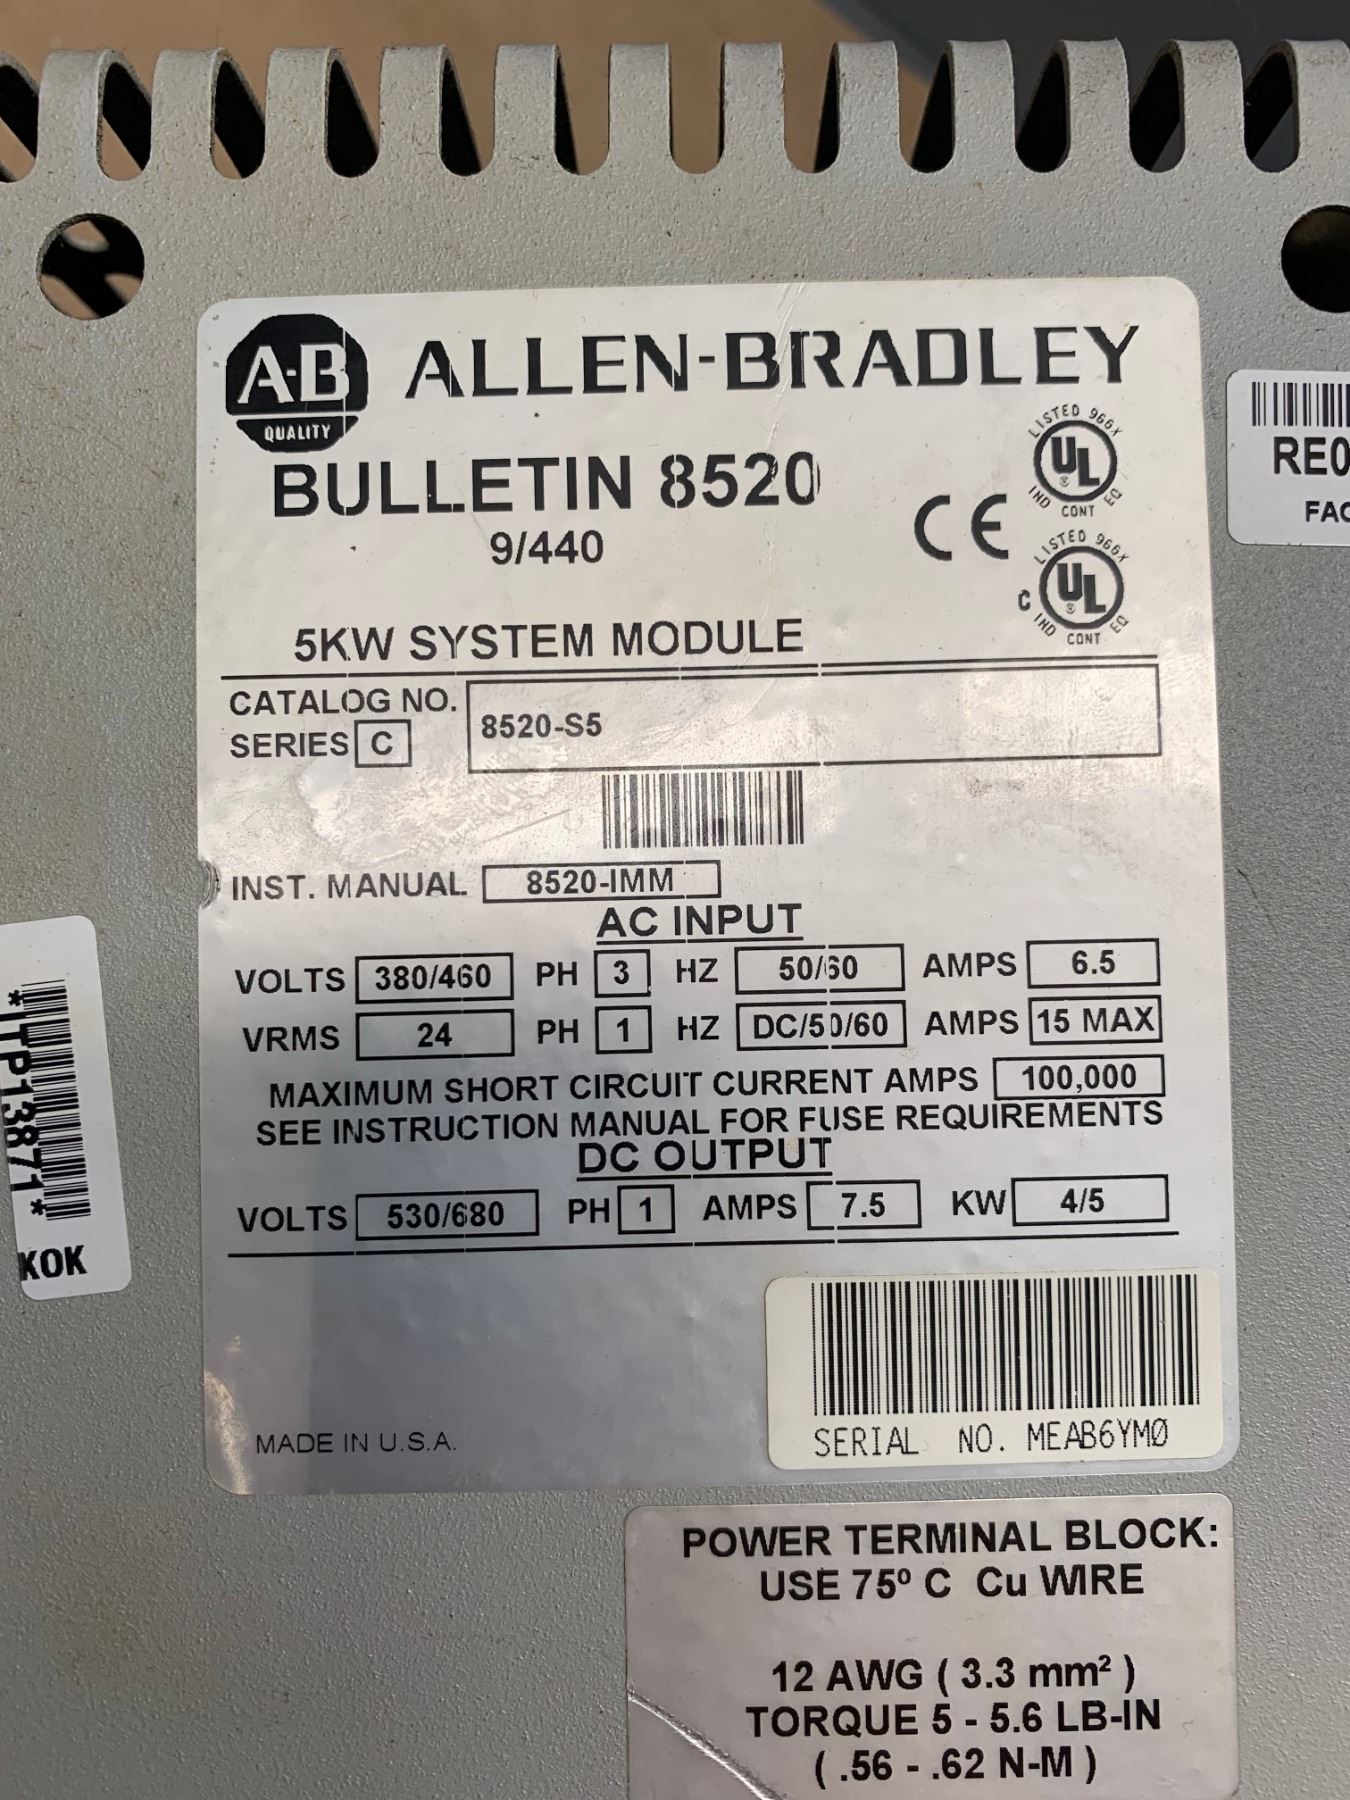 A-B
QUALITY
ALLEN-BRADLEY
BULLETIN 8520
9/440
LISTED 966X
UL
®
IND CONT EQ
CE
LISTED 966X
C UL
®
IND CONT EQ
5KW SYSTEM MODULE
CATALOG NO. 8520-S5
SERIES C
INST. MANUAL 8520-IMM
AC INPUT
VOLTS 380/460 PH 3 HZ 50/60 AMPS 6.5
VRMS 24 PH 1 HZ DC/50/60 AMPS 15 MAX
MAXIMUM SHORT CIRCUIT CURRENT AMPS 100,000
SEE INSTRUCTION MANUAL FOR FUSE REQUIREMENTS
DC OUTPUT
VOLTS 530/680 PH 1 AMPS 7.5 KW 4/5
MADE IN U.S.A.
SERIAL NO. MEAB6YMØ
POWER TERMINAL BLOCK:
USE 75º C Cu WIRE
12 AWG ( 3.3 mm² )
TORQUE 5 - 5.6 LB-IN
( .56 - .62 N-M )
*LTP13871*
KOK
RE0
FAC